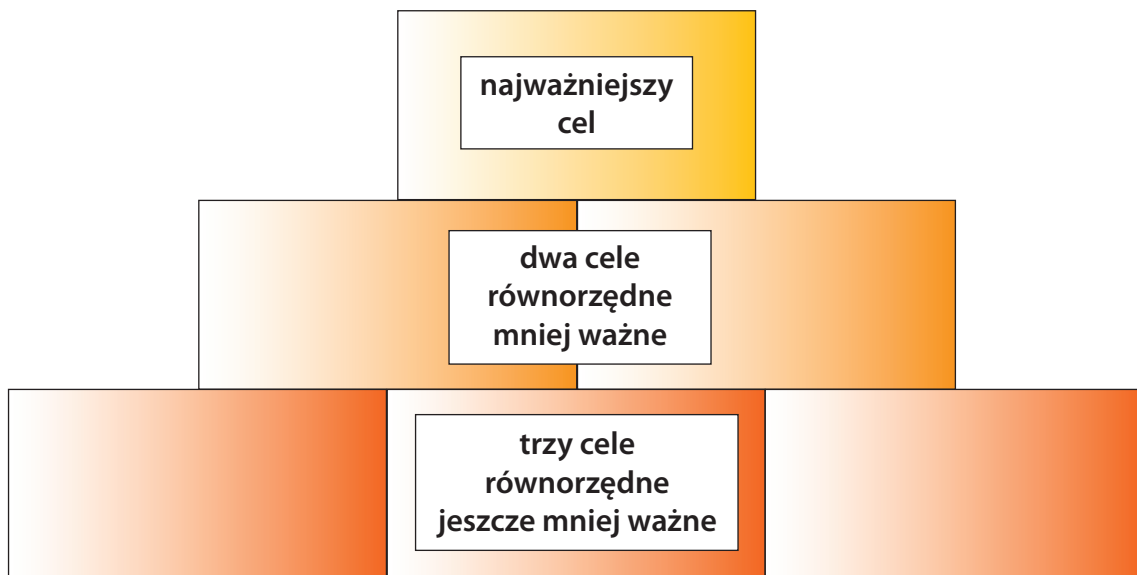 najważniejszy
cel
dwa cele
równorzędne
mniej ważne
trzy cele
równorzędne
jeszcze mniej ważne